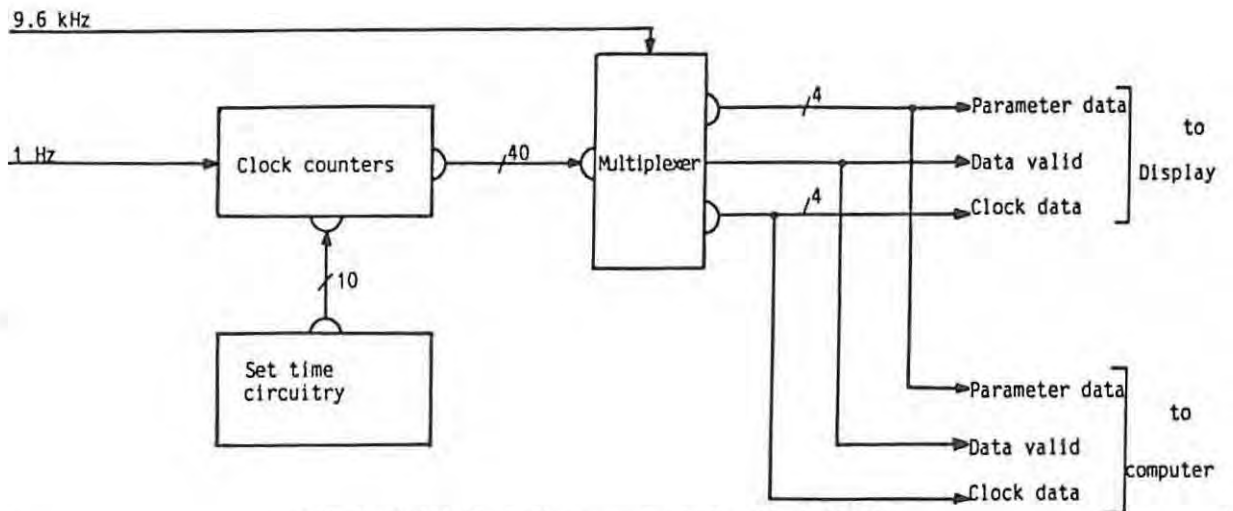 9.6 kHz
1 Hz
Clock counters
40
Multiplexer
4
4
Parameter data
Data valid
Clock data
to
Display
10
Set time
circuitry
Parameter data
Data valid
Clock data
to
computer